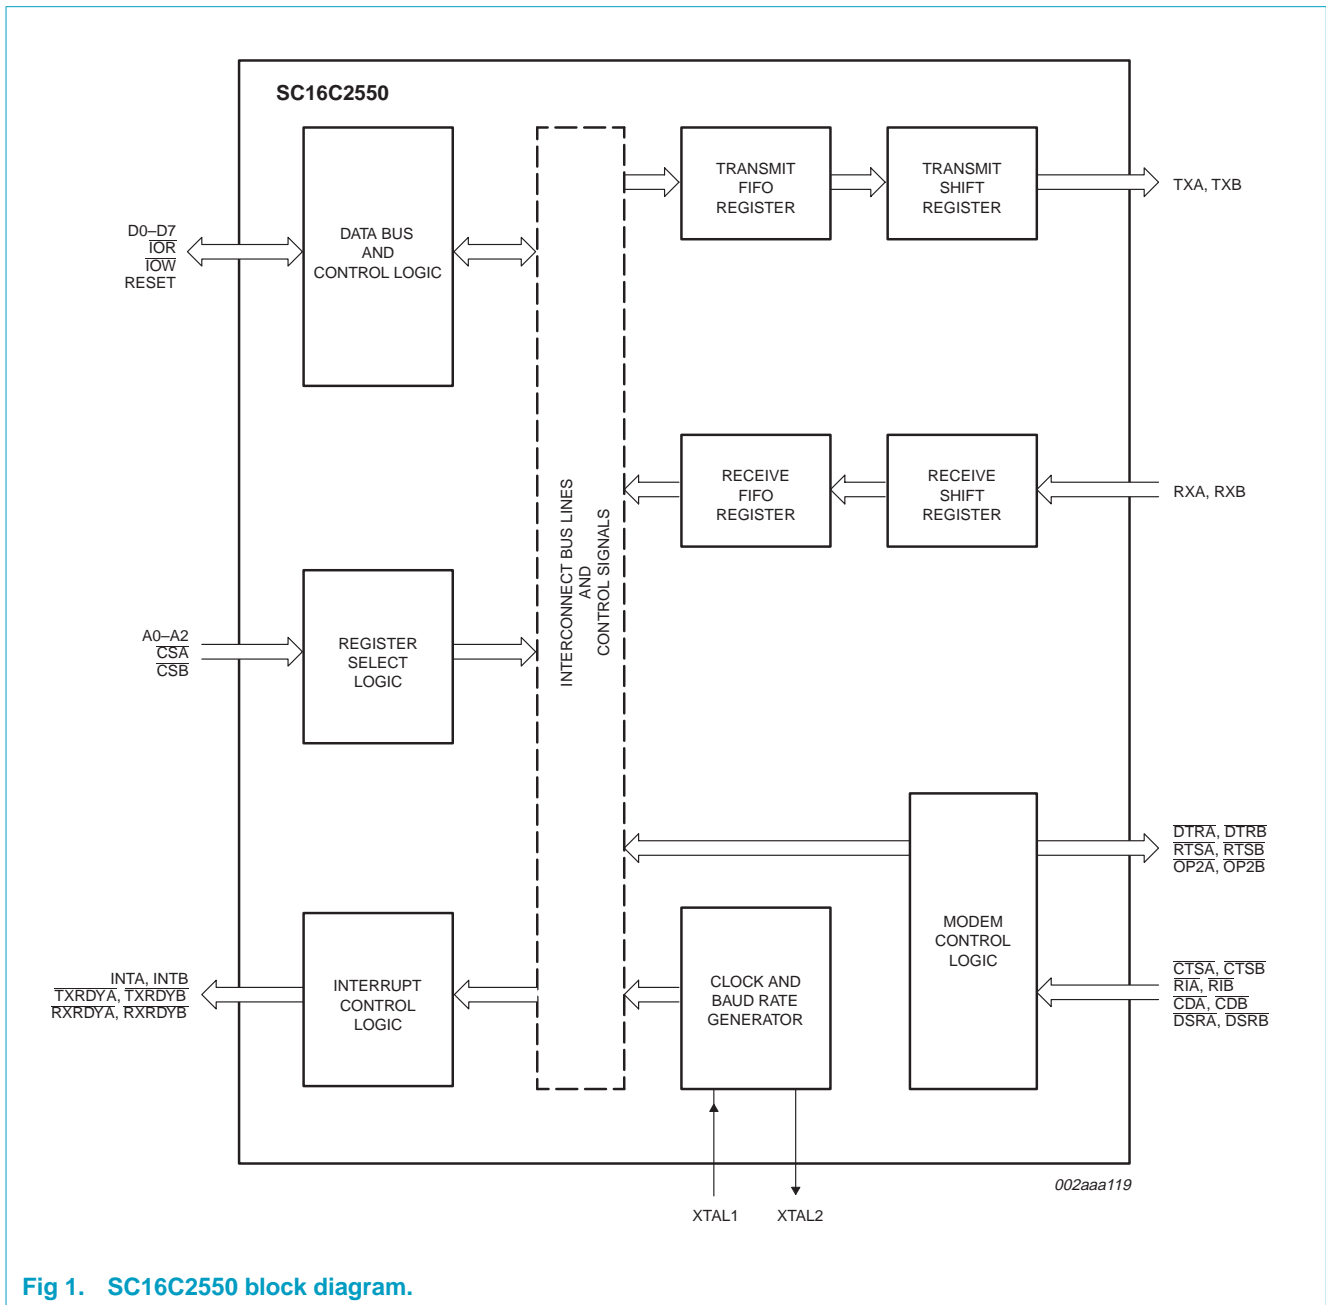 SC16C2550
D0–D7
IOR
IOW
RESET
DATA BUS
AND
CONTROL LOGIC
A0–A2
CSA
CSB
REGISTER
SELECT
LOGIC
INTA, INTB
TXRDYA, TXRDYB
RXRDYA, RXRDYB
INTERRUPT
CONTROL
LOGIC
INTERCONNECT BUS LINES
AND
CONTROL SIGNALS
TRANSMIT
FIFO
REGISTER
TRANSMIT
SHIFT
REGISTER
TXA, TXB
RECEIVE
FIFO
REGISTER
RECEIVE
SHIFT
REGISTER
RXA, RXB
CLOCK AND
BAUD RATE
GENERATOR
MODEM
CONTROL
LOGIC
DTRA, DTRB
RTSA, RTSB
OP2A, OP2B
CTSA, CTSB
RIA, RIB
CDA, CDB
DSRA, DSRB
XTAL1
XTAL2
002aaa119
Fig 1. SC16C2550 block diagram.